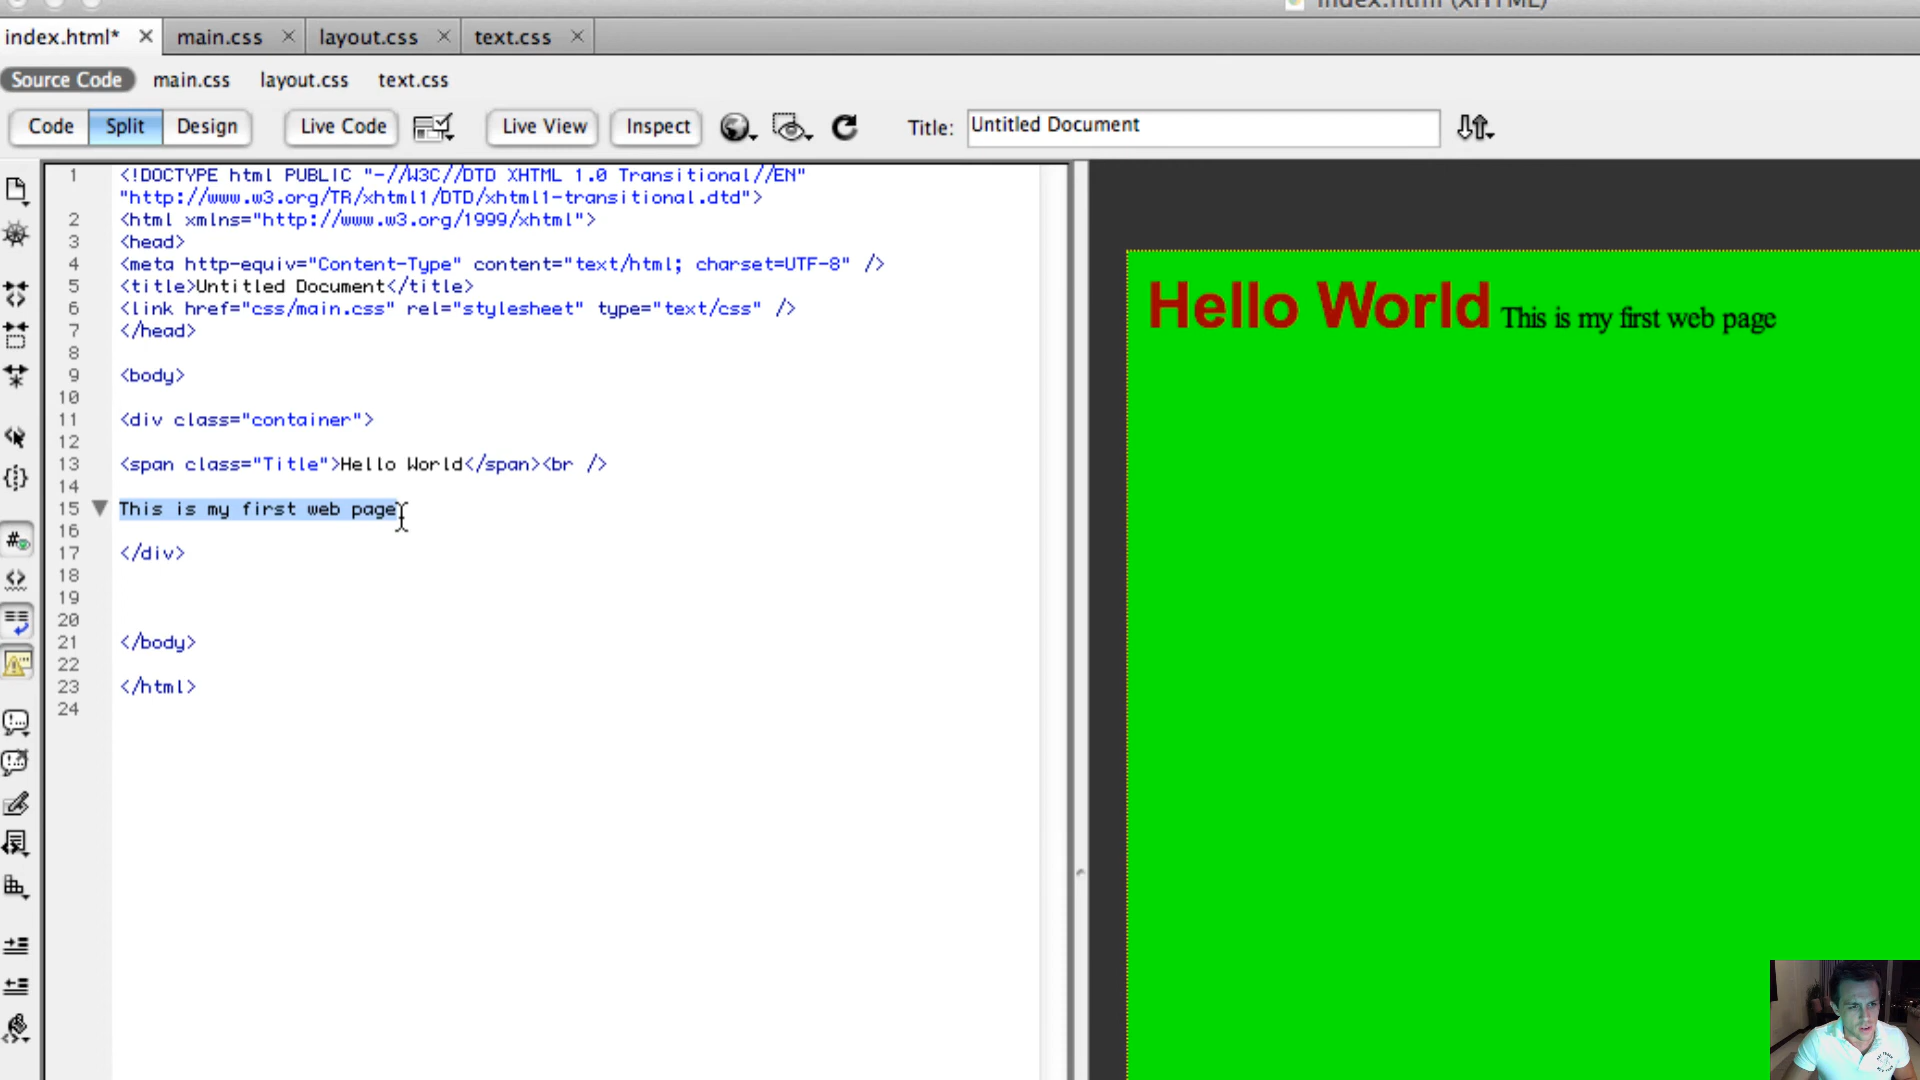 index.html (XHTML)
index.html* main.css layout.css text.css
Source Code main.css layout.css text.css
Code Split Design Live Code Live View Inspect Title: Untitled Document
1 <!DOCTYPE html PUBLIC "-//W3C//DTD XHTML 1.0 Transitional//EN"
"http://www.w3.org/TR/xhtml1/DTD/xhtml1-transitional.dtd">
2 <html xmlns="http://www.w3.org/1999/xhtml">
3 <head>
4 <meta http-equiv="Content-Type" content="text/html; charset=UTF-8" />
5 <title>Untitled Document</title>
6 <link href="css/main.css" rel="stylesheet" type="text/css" />
7 </head>
8
9 <body>
10
11 <div class="container">
12
13 <span class="Title">Hello World</span><br />
14
15 This is my first web page
16
17 </div>
18
19
20
21 </body>
22
23 </html>
24
Hello World This is my first web page